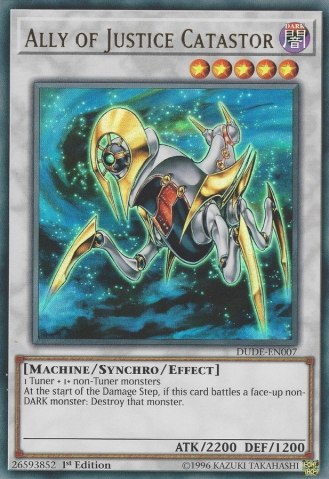 ALLY OF JUSTICE CATASTOR
DARK
闇
DUDE-EN007
[MACHINE/SYNCHRO/EFFECT]
1 Tuner + 1+ non-Tuner monsters
At the start of the Damage Step, if this card battles a face-up non-
DARK monster: Destroy that monster.
ATK/2200 DEF/1200
26593852 1st Edition ©1996 KAZUKI TAKAHASHI